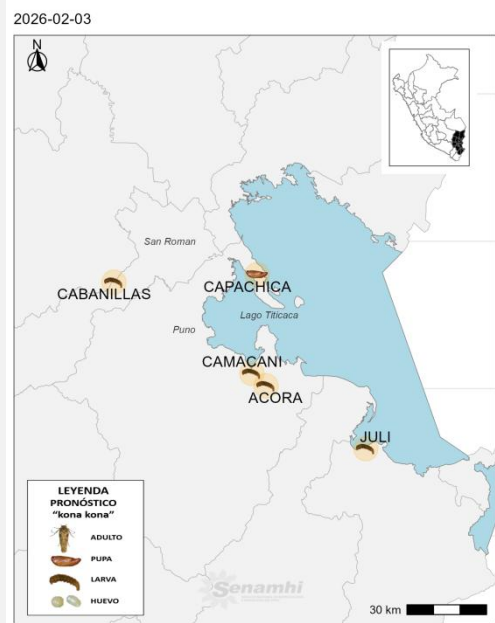 2026-02-03
N
San Roman
CABANILLAS
CAPACHICA
Lago Titicaca
Puno
CAMACANI
ACORA
JULI
LEYENDA
PRONÓSTICO
"kona kona"
ADULTO
PUPA
LARVA
HUEVO
Senamhi
30 km